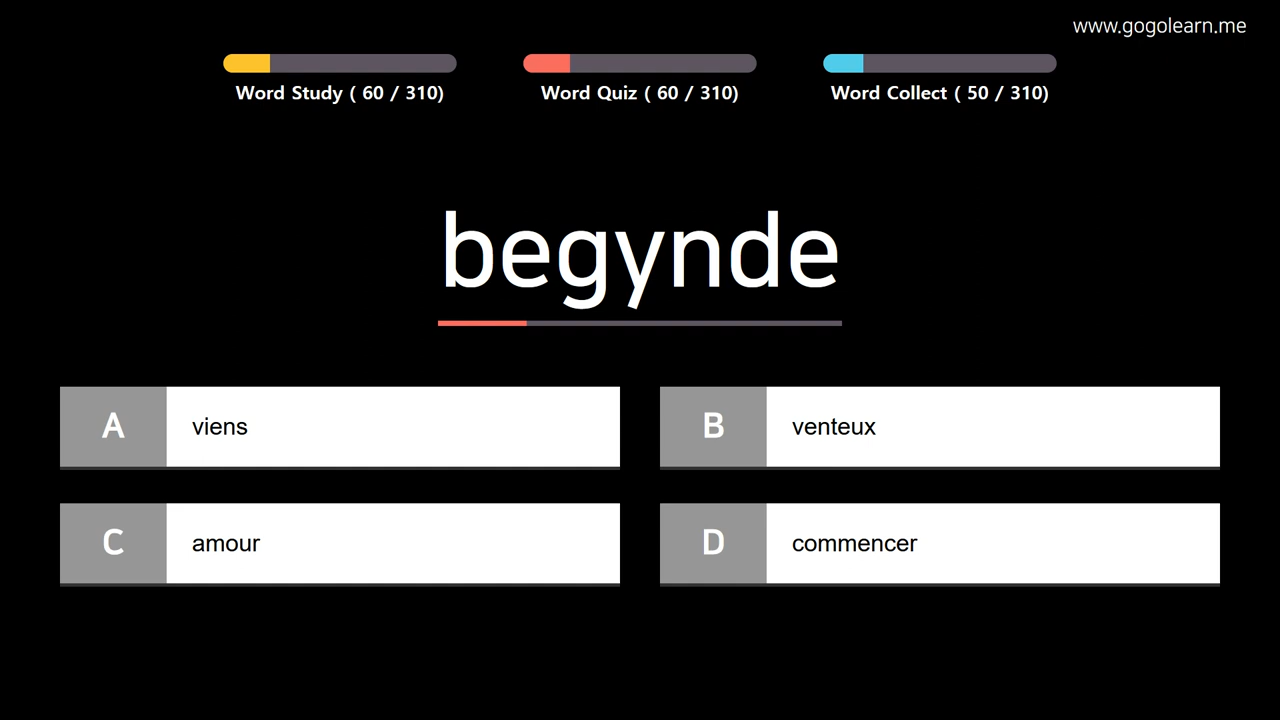 www.gogolearn.me
Word Study ( 60 / 310)
Word Quiz ( 60 / 310)
Word Collect ( 50 / 310)
begynde
A viens
B venteux
C amour
D commencer